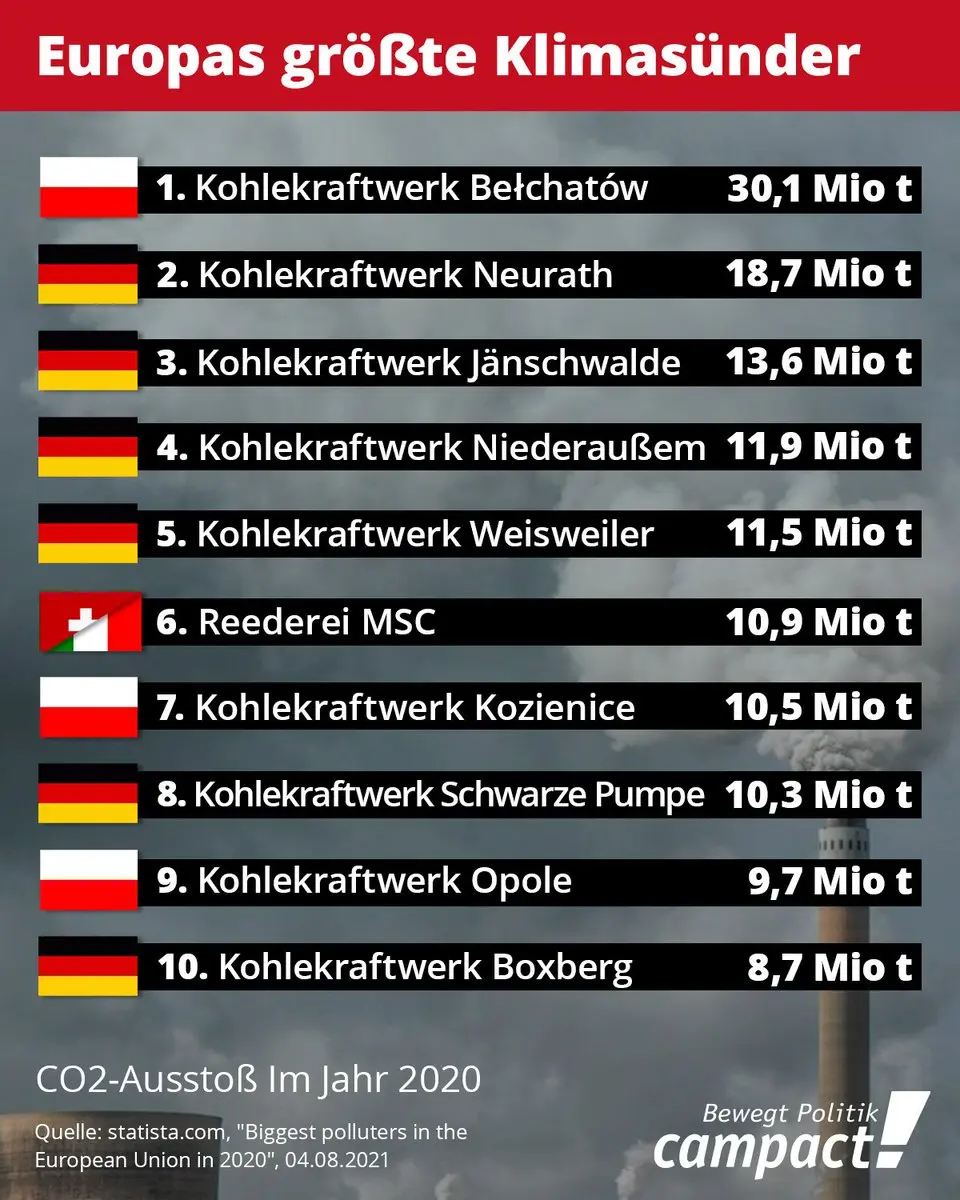 Europas größte Klimasünder
1. Kohlekraftwerk Bełchatów 30,1 Mio t
2. Kohlekraftwerk Neurath 18,7 Mio t
3. Kohlekraftwerk Jänschwalde 13,6 Mio t
4. Kohlekraftwerk Niederaußem 11,9 Mio t
5. Kohlekraftwerk Weisweiler 11,5 Mio t
6. Reederei MSC 10,9 Mio t
7. Kohlekraftwerk Kozienice 10,5 Mio t
8. Kohlekraftwerk Schwarze Pumpe 10,3 Mio t
9. Kohlekraftwerk Opole 9,7 Mio t
10. Kohlekraftwerk Boxberg 8,7 Mio t
CO2-Ausstoß Im Jahr 2020
Quelle: statista.com, "Biggest polluters in the
European Union in 2020", 04.08.2021
Bewegt Politik
campact!